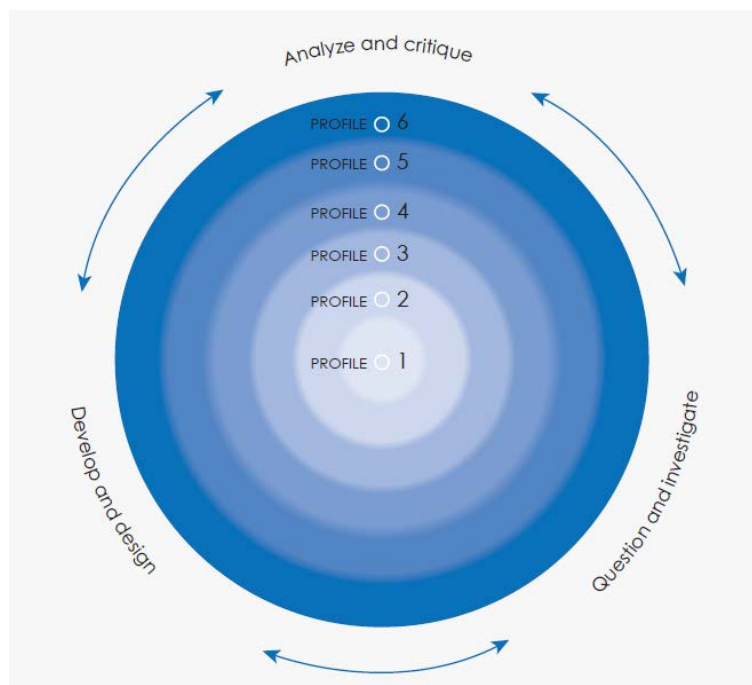 Analyze and critique
PROFILE 6
PROFILE 5
PROFILE 4
PROFILE 3
PROFILE 2
PROFILE 1
Develop and design
Question and investigate